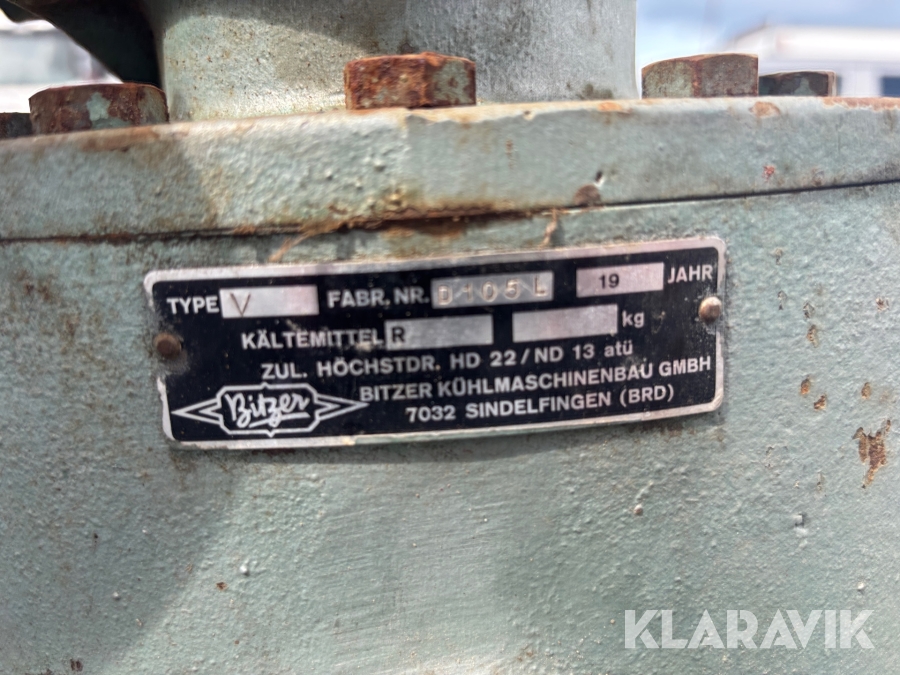 TYPE V FABR. NR. D105L 19 JAHR
KÄLTEMITTEL R kg
ZUL. HÖCHSTDR. HD 22/ND 13 atü
Bitzer
BITZER KÜHLMASCHINENBAU GMBH
7032 SINDELFINGEN (BRD)
KLARAVIK